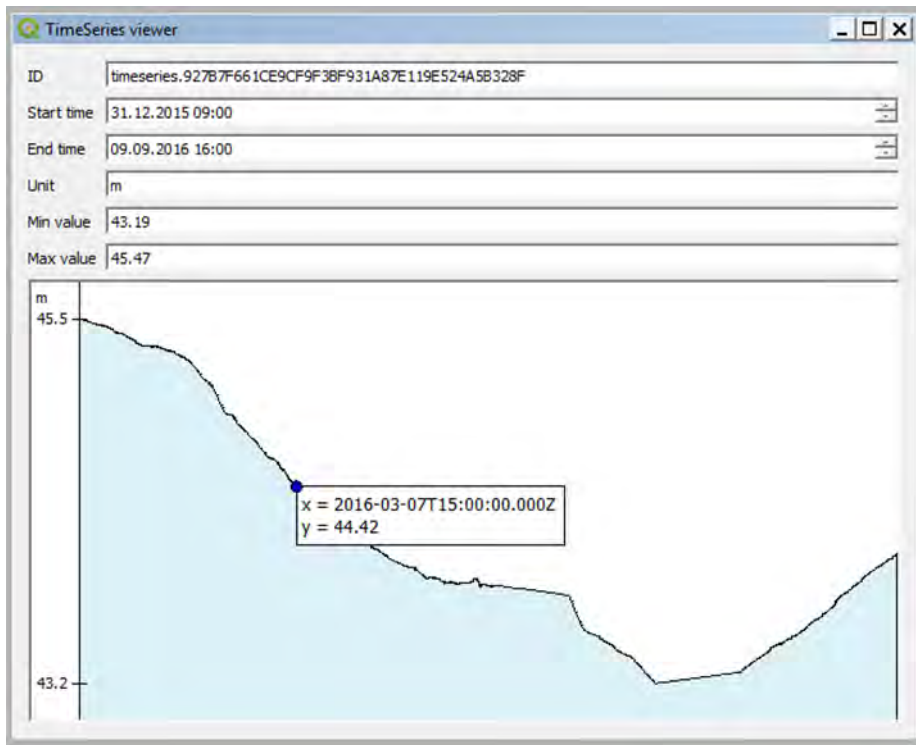 TimeSeries viewer
ID timeseries.927B7F661CE9CF9F3BF931A87E119E524A5B328F
Start time 31.12.2015 09:00
End time 09.09.2016 16:00
Unit m
Min value 43.19
Max value 45.47
m
45.5
x = 2016-03-07T15:00:00.000Z
y = 44.42
43.2